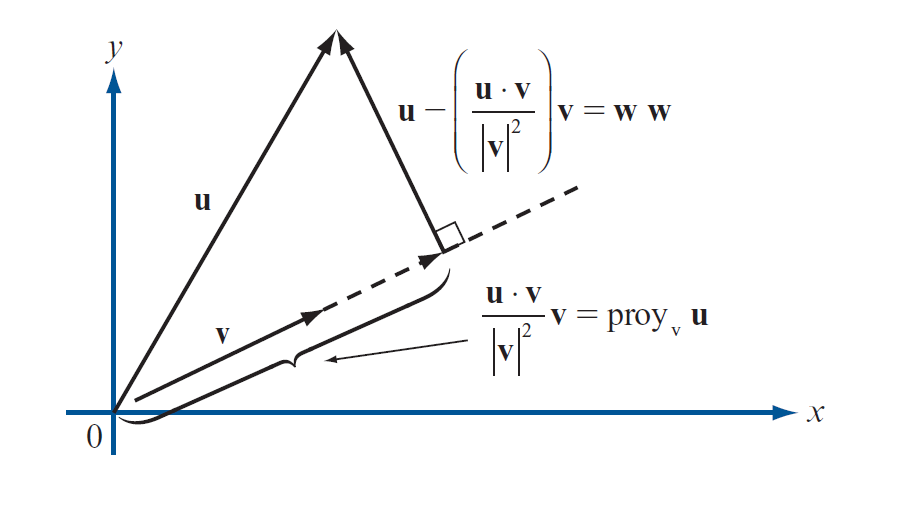 y
u − (u · v / |v|²) v = w w
u
v
u · v / |v|² v = proy v u
0
x